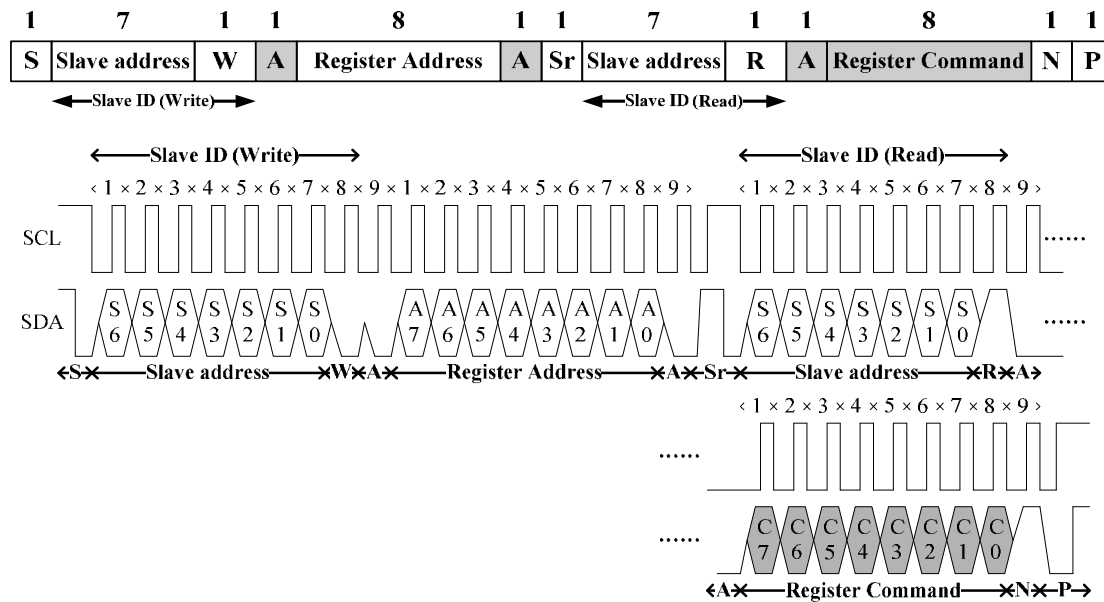 1 7 1 1 8 1 1 7 1 1 8 1 1
S Slave address W A Register Address A Sr Slave address R A Register Command N P
Slave ID (Write) Slave ID (Read)
Slave ID (Write) Slave ID (Read)
‹ 1 × 2 × 3 × 4 × 5 × 6 × 7 × 8 × 9 × 1 × 2 × 3 × 4 × 5 × 6 × 7 × 8 × 9 › ‹ 1 × 2 × 3 × 4 × 5 × 6 × 7 × 8 × 9 ›
SCL ······
SDA S6 S5 S4 S3 S2 S1 S0 A7 A6 A5 A4 A3 A2 A1 A0 S6 S5 S4 S3 S2 S1 S0 ······
S Slave address W A Register Address A Sr Slave address R A
‹ 1 × 2 × 3 × 4 × 5 × 6 × 7 × 8 × 9 ›
······
······ C7 C6 C5 C4 C3 C2 C1 C0
A Register Command N P